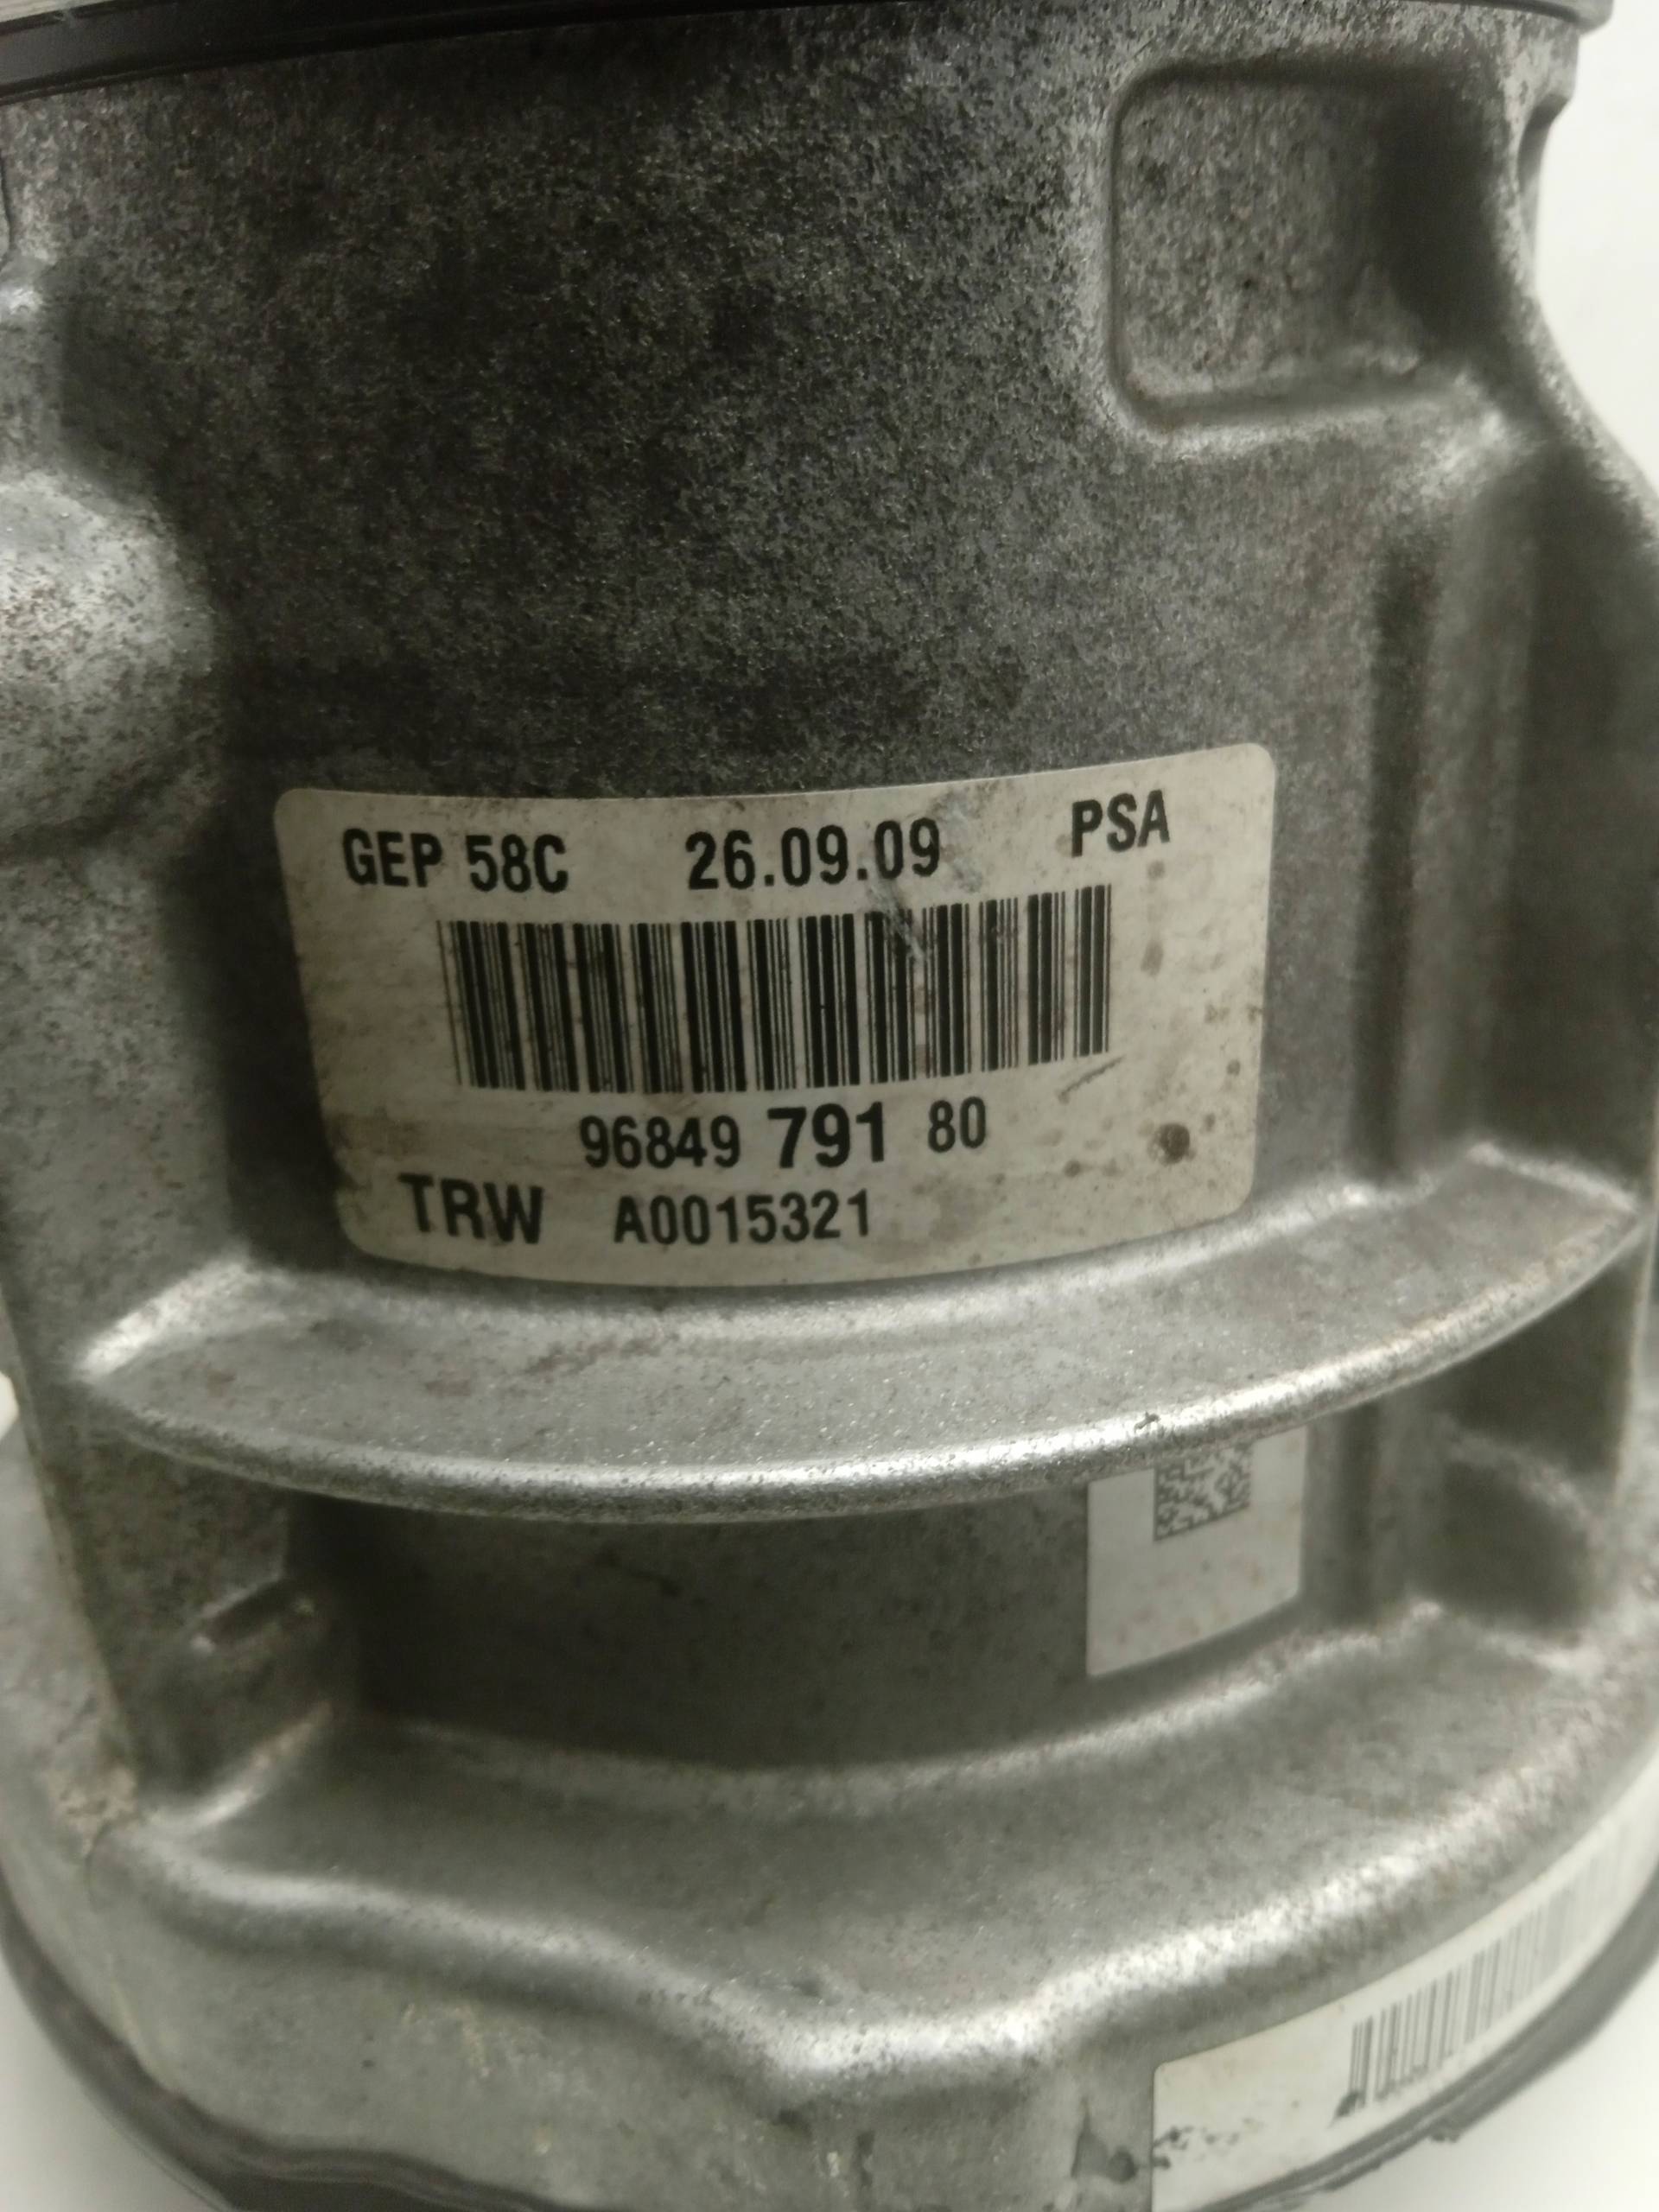 GEP 58C 26.09.09 PSA
96849 791 80
TRW A0015321